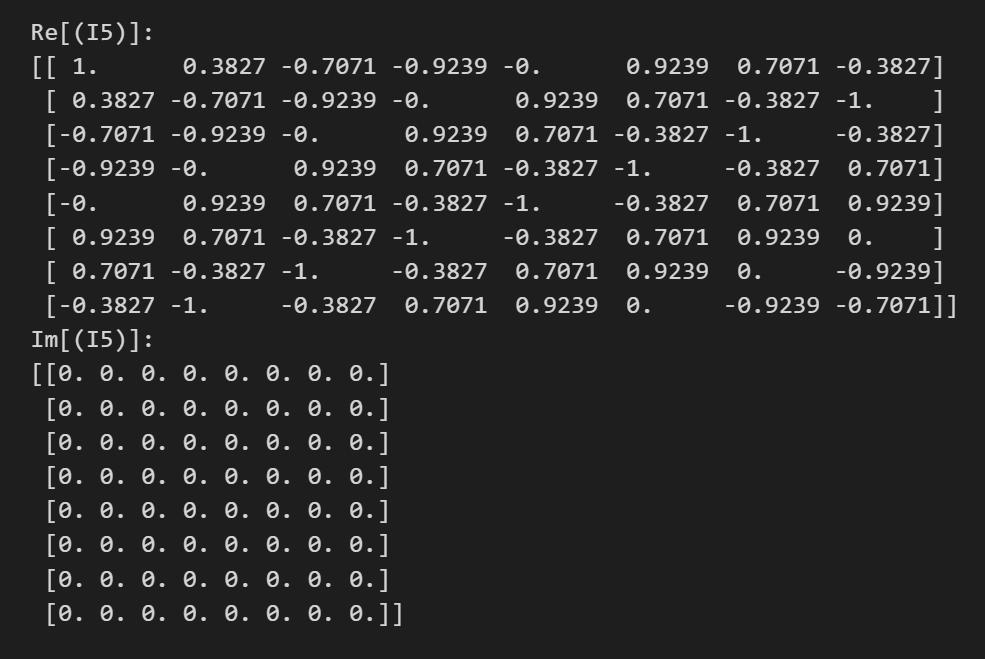 Re[(I5)]:
[[ 1.      0.3827 -0.7071 -0.9239 -0.      0.9239  0.7071 -0.3827]
 [ 0.3827 -0.7071 -0.9239 -0.      0.9239  0.7071 -0.3827 -1.    ]
 [-0.7071 -0.9239 -0.      0.9239  0.7071 -0.3827 -1.     -0.3827]
 [-0.9239 -0.      0.9239  0.7071 -0.3827 -1.     -0.3827  0.7071]
 [-0.      0.9239  0.7071 -0.3827 -1.     -0.3827  0.7071  0.9239]
 [ 0.9239  0.7071 -0.3827 -1.     -0.3827  0.7071  0.9239  0.    ]
 [ 0.7071 -0.3827 -1.     -0.3827  0.7071  0.9239  0.     -0.9239]
 [-0.3827 -1.     -0.3827  0.7071  0.9239  0.     -0.9239 -0.7071]]
Im[(I5)]:
[[0. 0. 0. 0. 0. 0. 0. 0.]
 [0. 0. 0. 0. 0. 0. 0. 0.]
 [0. 0. 0. 0. 0. 0. 0. 0.]
 [0. 0. 0. 0. 0. 0. 0. 0.]
 [0. 0. 0. 0. 0. 0. 0. 0.]
 [0. 0. 0. 0. 0. 0. 0. 0.]
 [0. 0. 0. 0. 0. 0. 0. 0.]
 [0. 0. 0. 0. 0. 0. 0. 0.]]